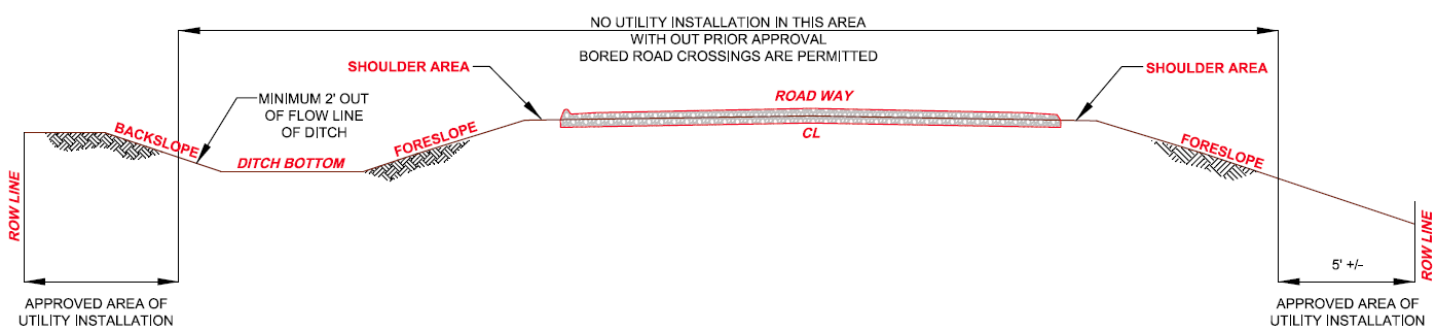 NO UTILITY INSTALLATION IN THIS AREA
WITH OUT PRIOR APPROVAL
BORED ROAD CROSSINGS ARE PERMITTED
SHOULDER AREA
SHOULDER AREA
MINIMUM 2' OUT
OF FLOW LINE
OF DITCH
ROAD WAY
CL
BACKSLOPE
DITCH BOTTOM
FORESLOPE
FORESLOPE
ROW LINE
ROW LINE
5' +/-
APPROVED AREA OF
UTILITY INSTALLATION
APPROVED AREA OF
UTILITY INSTALLATION